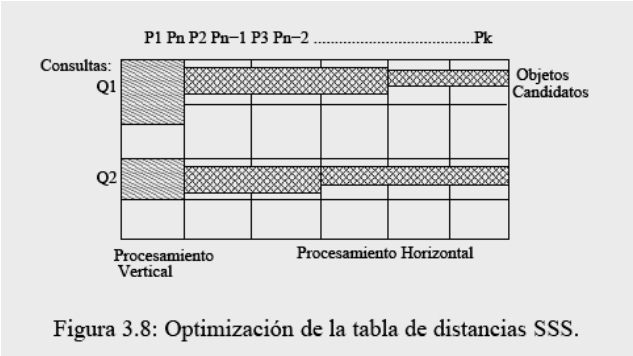 P1 Pn P2 Pn−1 P3 Pn−2 ........................................Pk
Consultas:
Q1
Objetos
Candidatos
Q2
Procesamiento
Vertical
Procesamiento Horizontal
Figura 3.8: Optimización de la tabla de distancias SSS.